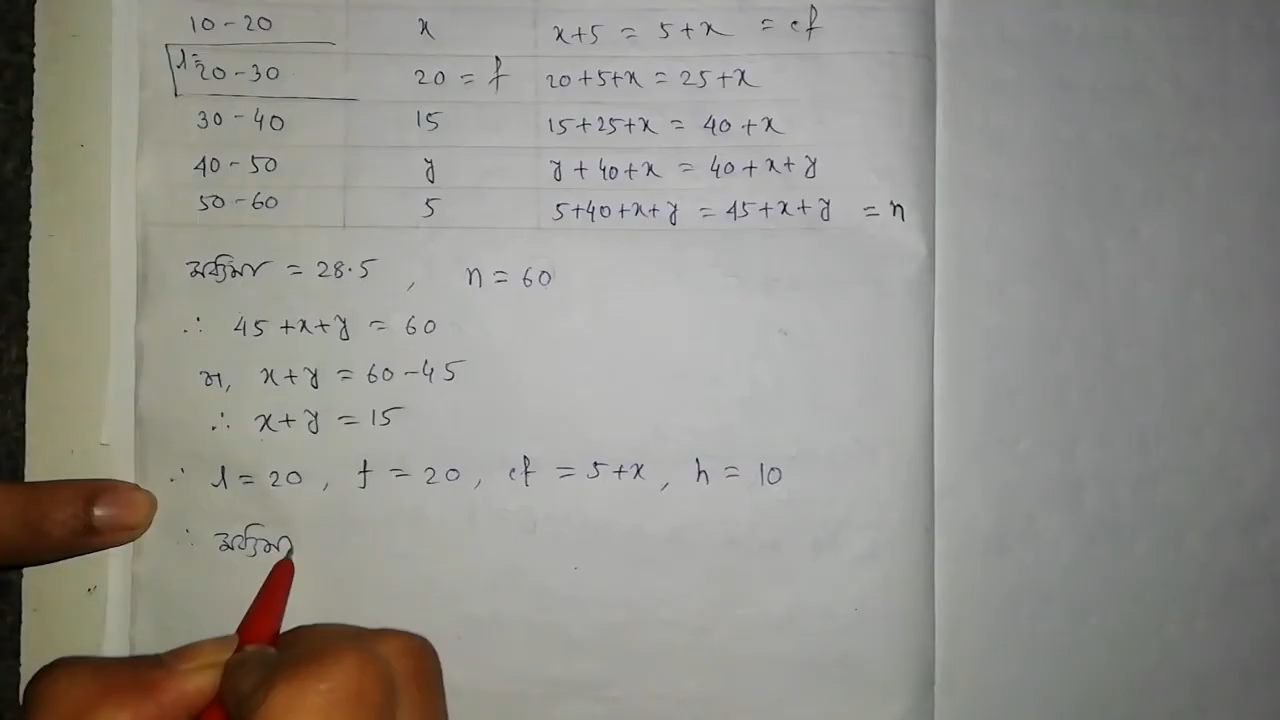 10-20 x x+5 = 5+x = cf
l= 20-30 20 = f 20+5+x = 25+x
30-40 15 15+25+x = 40+x
40-50 y y+40+x = 40+x+y
50-60 5 5+40+x+y = 45+x+y = n
মধ্যমা = 28.5 , n = 60
∴ 45+x+y = 60
বা, x+y = 60-45
∴ x+y = 15
∴ l = 20 , f = 20 , cf = 5+x , h = 10
∴ মধ্যমা